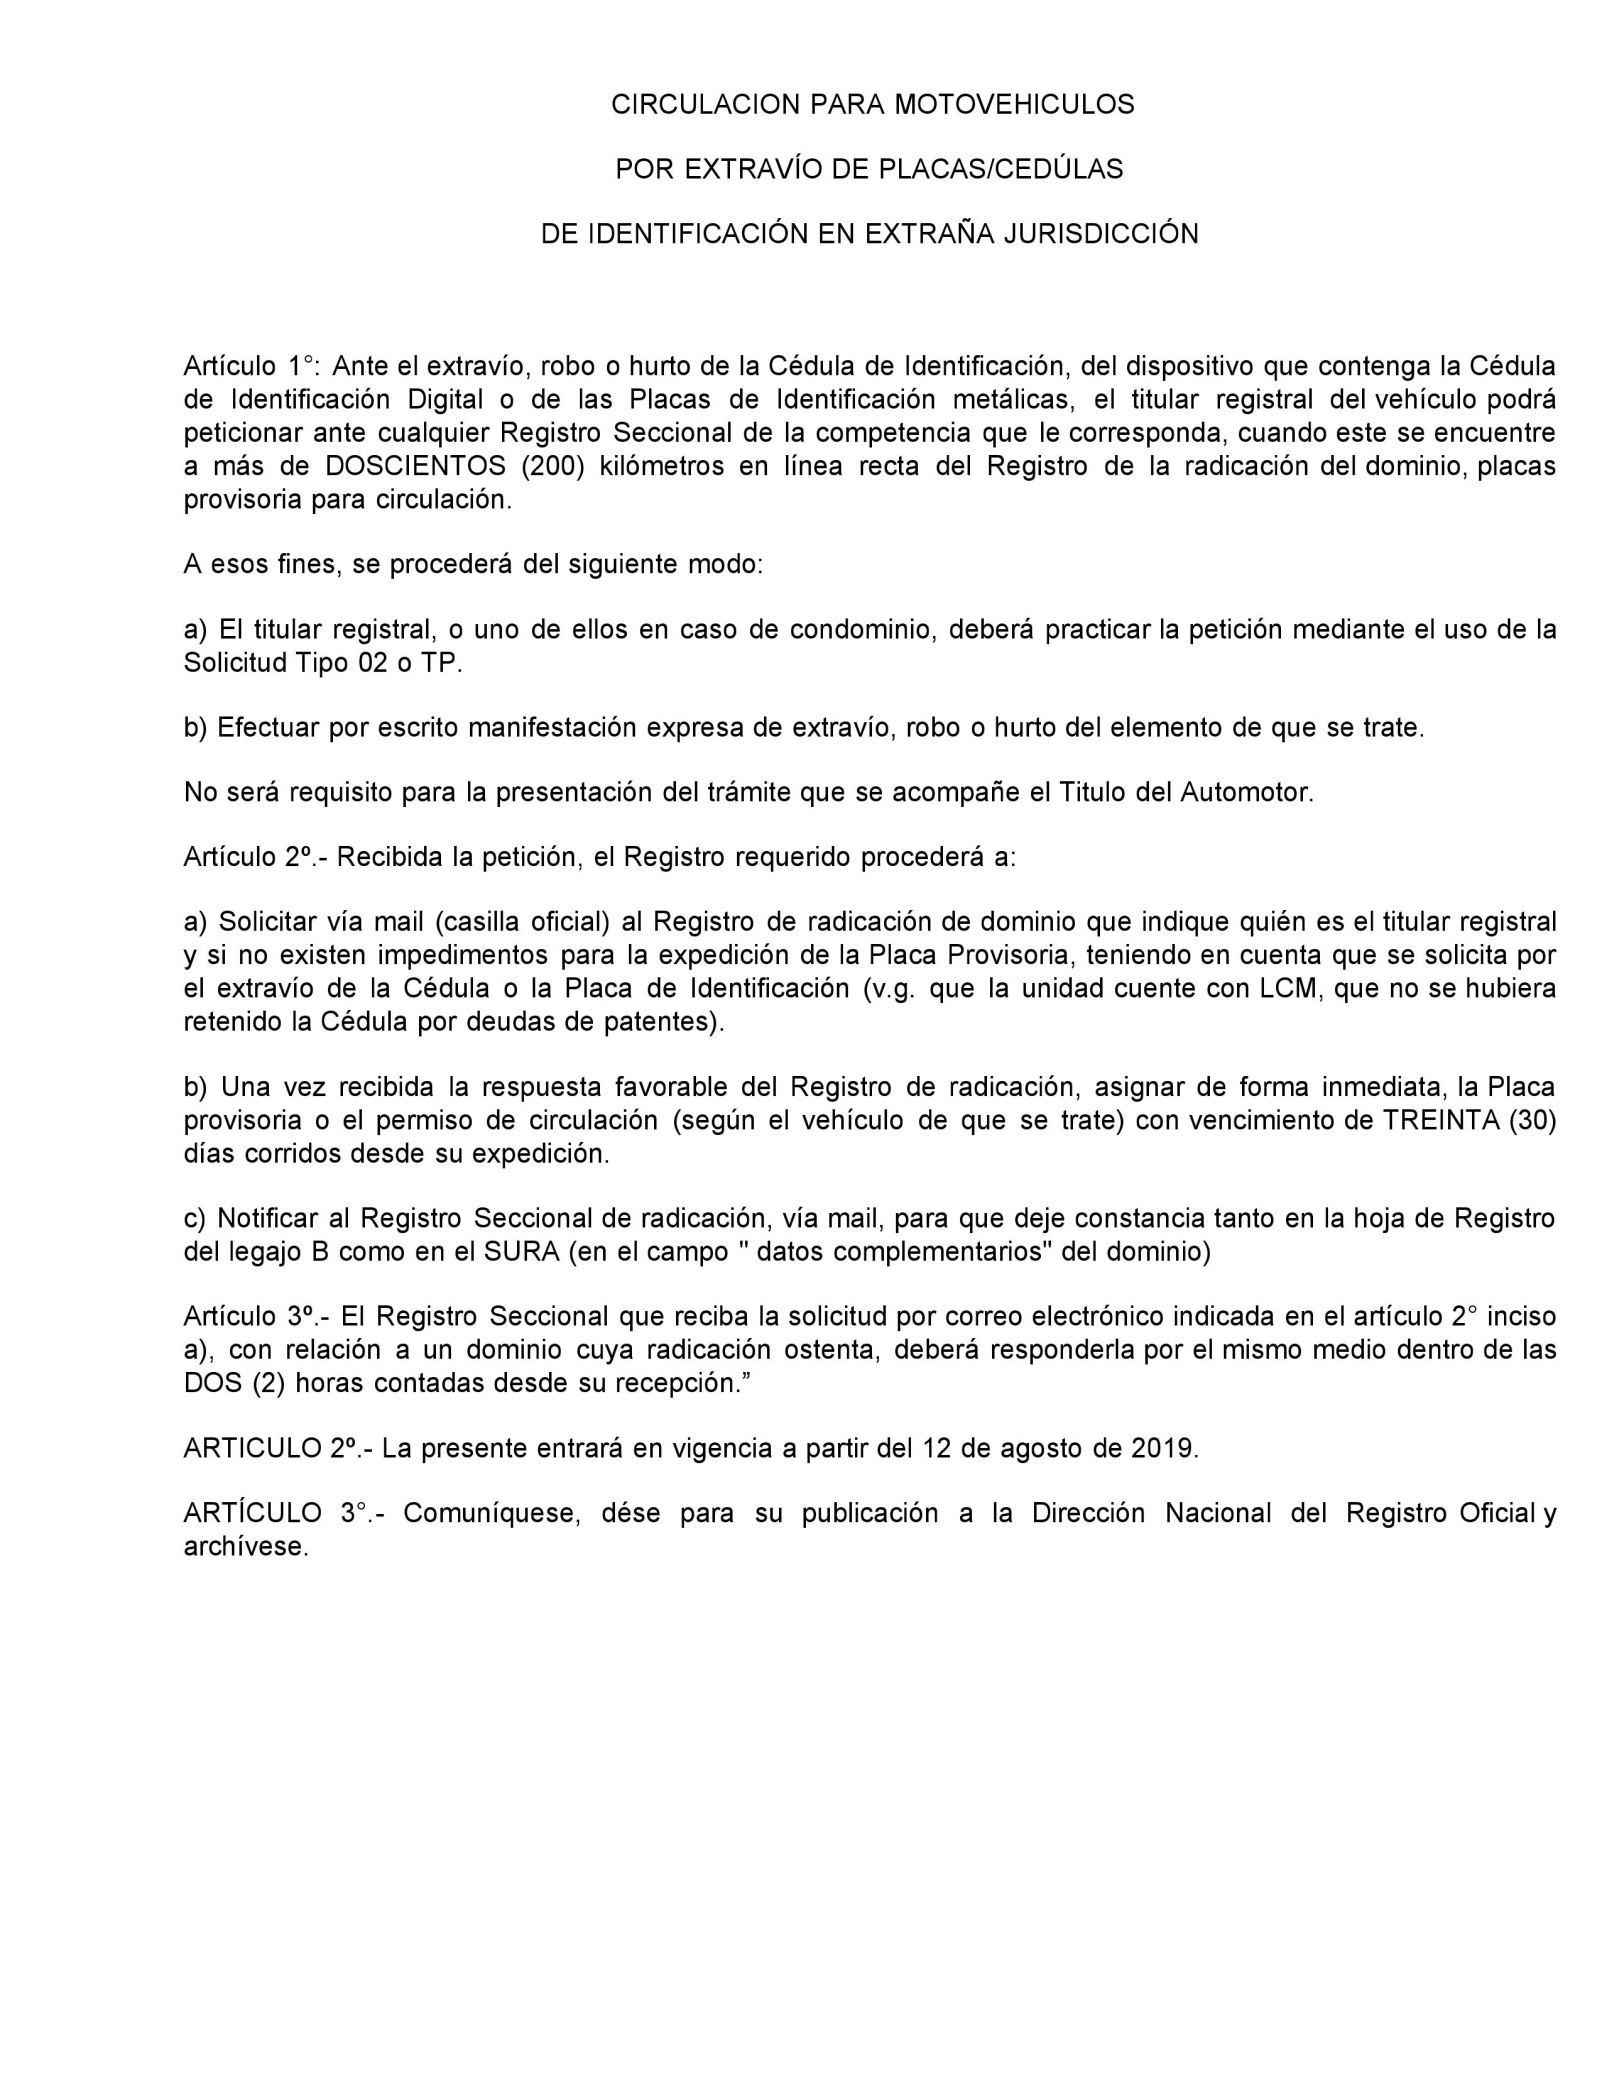 CIRCULACION PARA MOTOVEHICULOS
POR EXTRAVÍO DE PLACAS/CEDÚLAS
DE IDENTIFICACIÓN EN EXTRAÑA JURISDICCIÓN
Artículo 1°: Ante el extravío, robo o hurto de la Cédula de Identificación, del dispositivo que contenga la Cédula
de Identificación Digital o de las Placas de Identificación metálicas, el titular registral del vehículo podrá
peticionar ante cualquier Registro Seccional de la competencia que le corresponda, cuando este se encuentre
a más de DOSCIENTOS (200) kilómetros en línea recta del Registro de la radicación del dominio, placas
provisoria para circulación.
A esos fines, se procederá del siguiente modo:
a) El titular registral, o uno de ellos en caso de condominio, deberá practicar la petición mediante el uso de la
Solicitud Tipo 02 o TP.
b) Efectuar por escrito manifestación expresa de extravío, robo o hurto del elemento de que se trate.
No será requisito para la presentación del trámite que se acompañe el Titulo del Automotor.
Artículo 2º.- Recibida la petición, el Registro requerido procederá a:
a) Solicitar vía mail (casilla oficial) al Registro de radicación de dominio que indique quién es el titular registral
y si no existen impedimentos para la expedición de la Placa Provisoria, teniendo en cuenta que se solicita por
el extravío de la Cédula o la Placa de Identificación (v.g. que la unidad cuente con LCM, que no se hubiera
retenido la Cédula por deudas de patentes).
b) Una vez recibida la respuesta favorable del Registro de radicación, asignar de forma inmediata, la Placa
provisoria o el permiso de circulación (según el vehículo de que se trate) con vencimiento de TREINTA (30)
días corridos desde su expedición.
c) Notificar al Registro Seccional de radicación, vía mail, para que deje constancia tanto en la hoja de Registro
del legajo B como en el SURA (en el campo " datos complementarios" del dominio)
Artículo 3º.- El Registro Seccional que reciba la solicitud por correo electrónico indicada en el artículo 2° inciso
a), con relación a un dominio cuya radicación ostenta, deberá responderla por el mismo medio dentro de las
DOS (2) horas contadas desde su recepción.”
ARTICULO 2º.- La presente entrará en vigencia a partir del 12 de agosto de 2019.
ARTÍCULO 3°.- Comuníquese, dése para su publicación a la Dirección Nacional del Registro Oficial y
archívese.